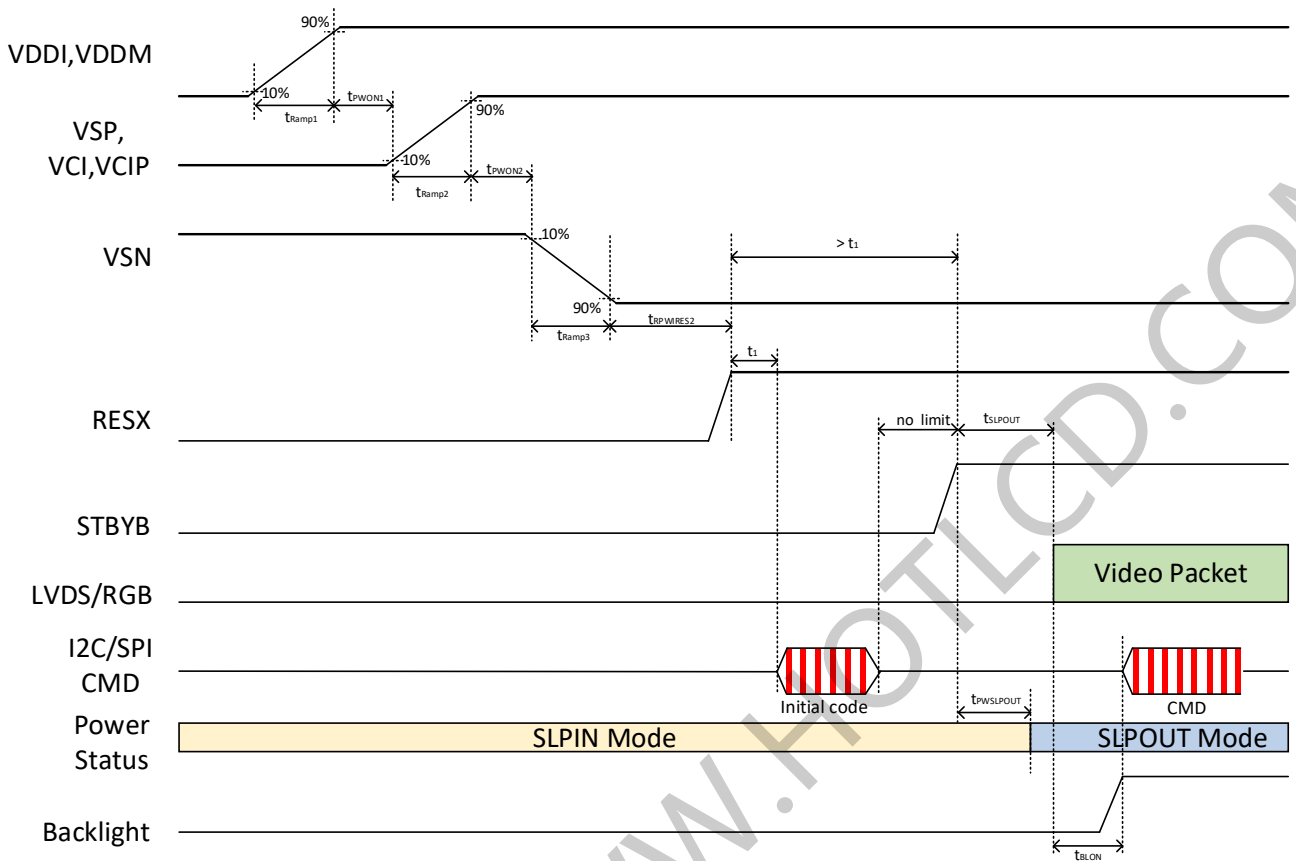 90%
VDDI,VDDM
10%
tPWON1
tRamp1
90%
VSP,
VCI,VCIP
10%
tPWON2
tRamp2
VSN
10%
> t1
90%
tRPWIRES2
tRamp3
t1
RESX
no limit
tSLPOUT
STBYB
Video Packet
LVDS/RGB
I2C/SPI
CMD
Initial code
CMD
tPWSLPOUT
Power
Status
SLPIN Mode
SLPOUT Mode
Backlight
tBLON
WW.HOTLCD.COM